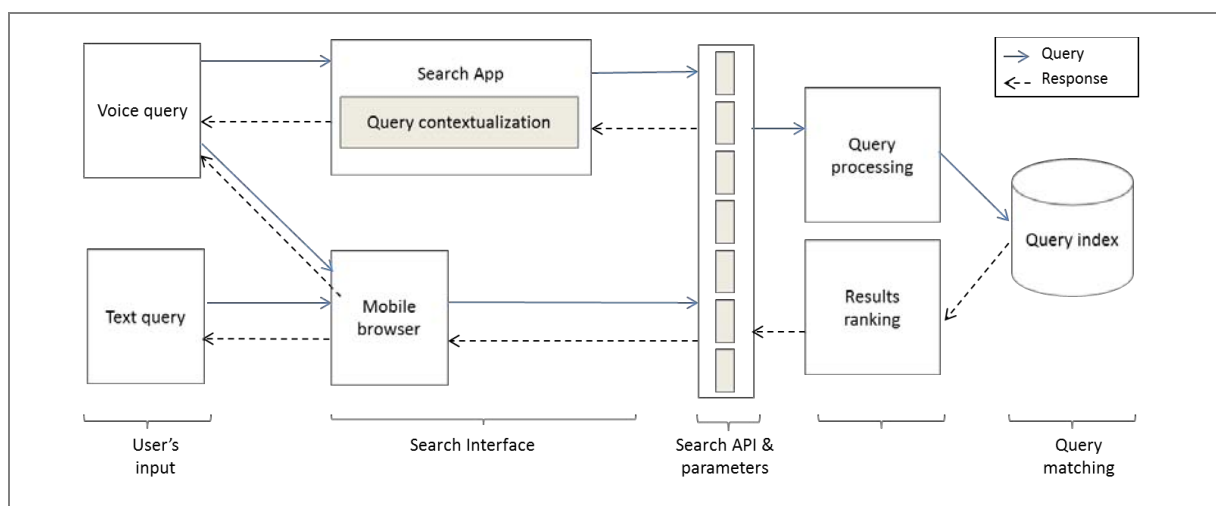 Query
Response
Voice query
Search App
Query contextualization
Query
processing
Query index
Text query
Mobile
browser
Results
ranking
User's
input
Search Interface
Search API &
parameters
Query
matching